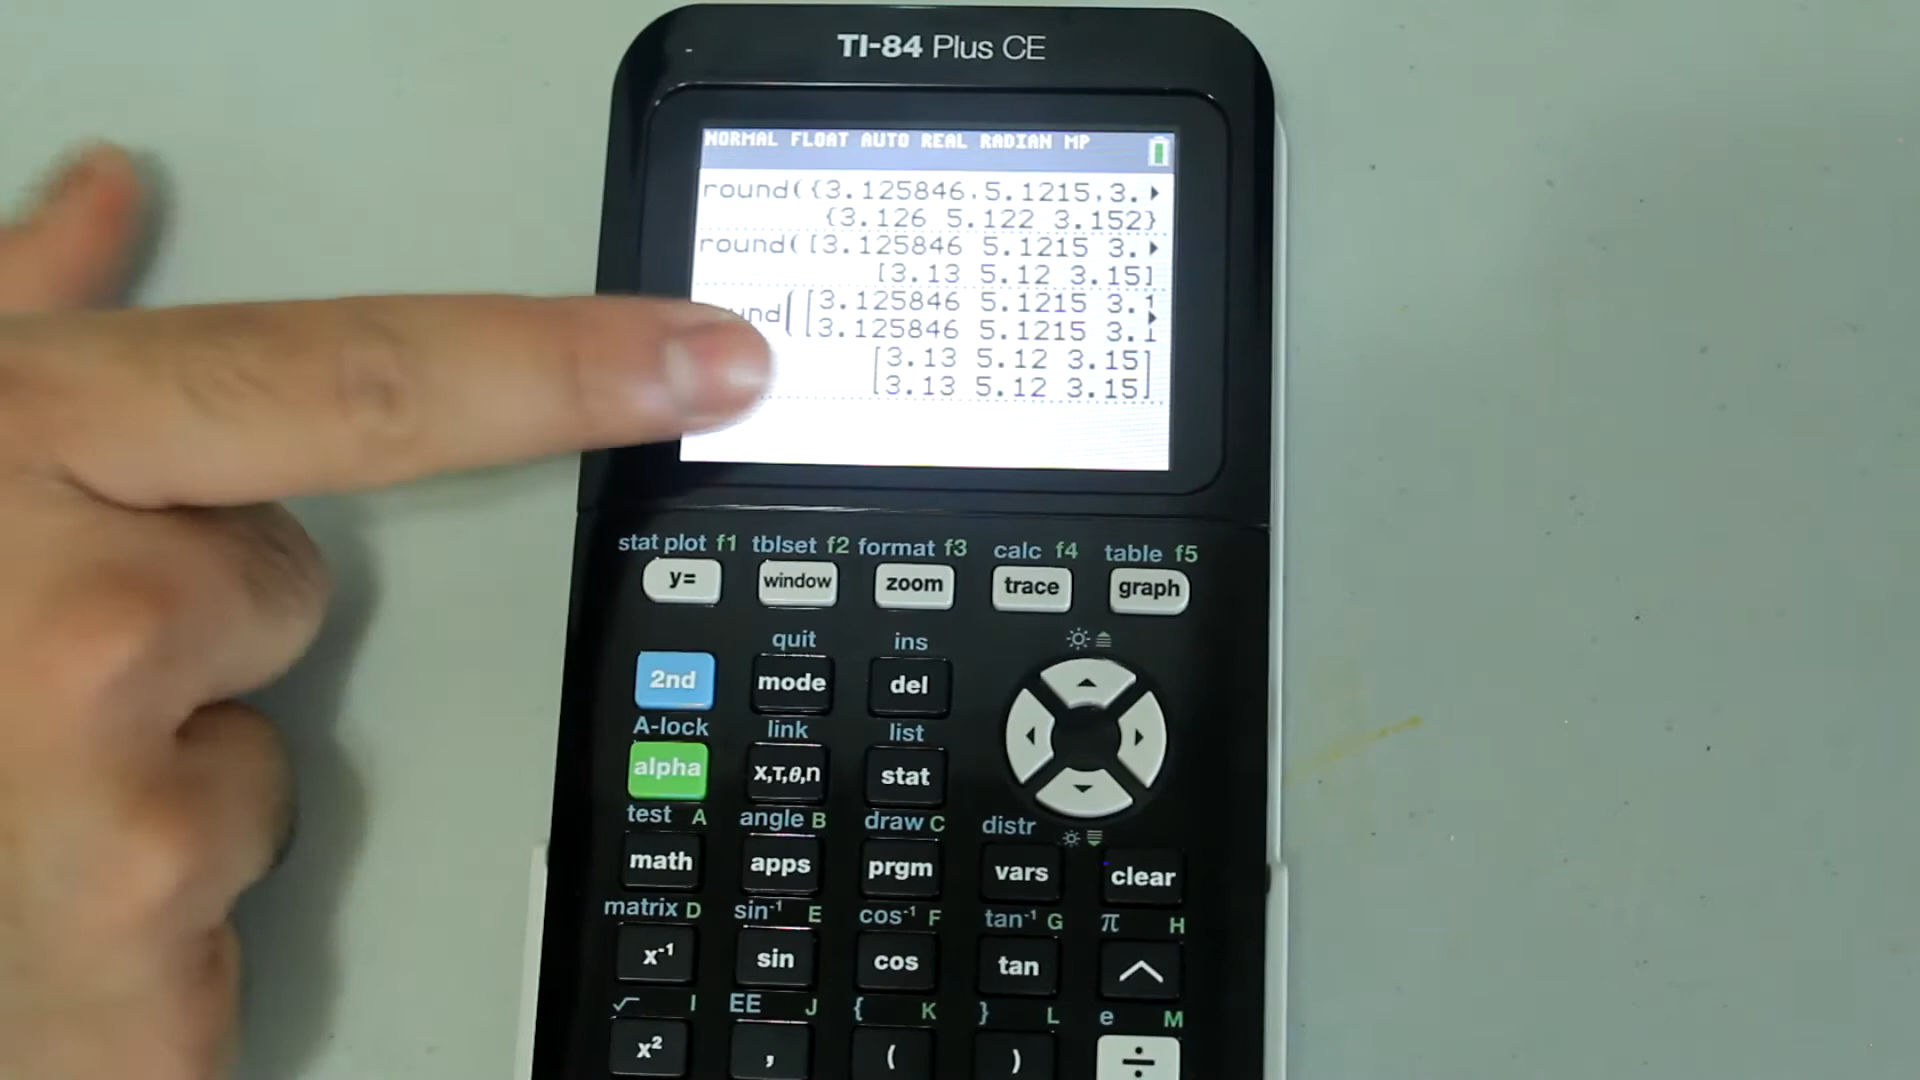 TI-84 Plus CE
NORMAL FLOAT AUTO REAL RADIAN MP
round({3.125846,5.1215,3.
{3.126 5.122 3.152}
round([3.125846 5.1215 3.
[3.13 5.12 3.15]
und([3.125846 5.1215 3.1
[3.125846 5.1215 3.1
[3.13 5.12 3.15]
[3.13 5.12 3.15]
stat plot f1 tblset f2 format f3 calc f4 table f5
y= window zoom trace graph
quit ins
2nd mode del
A-lock link list
alpha X,T,θ,n stat
test A angle B draw C distr
math apps prgm vars clear
matrix D sin-1 E cos-1 F tan-1 G π H
x-1 sin cos tan ^
√ I EE J { K } L e M
x2 , ( ) ÷